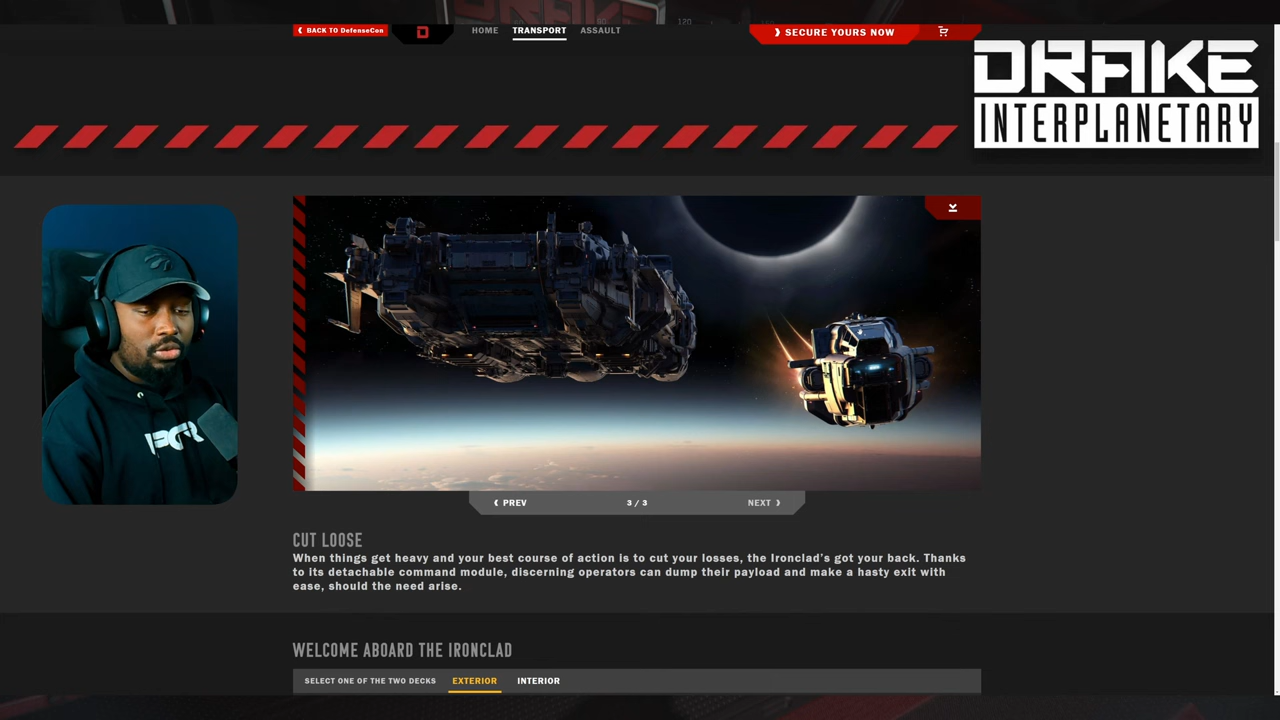 DRAKE
80
120
BACK TO DefenseCon
D
HOME
TRANSPORT
ASSAULT
SECURE YOURS NOW
DRAKE
INTERPLANETARY
PREV
3 / 3
NEXT
CUT LOOSE
When things get heavy and your best course of action is to cut your losses, the Ironclad's got your back. Thanks
to its detachable command module, discerning operators can dump their payload and make a hasty exit with
ease, should the need arise.
WELCOME ABOARD THE IRONCLAD
SELECT ONE OF THE TWO DECKS
EXTERIOR
INTERIOR